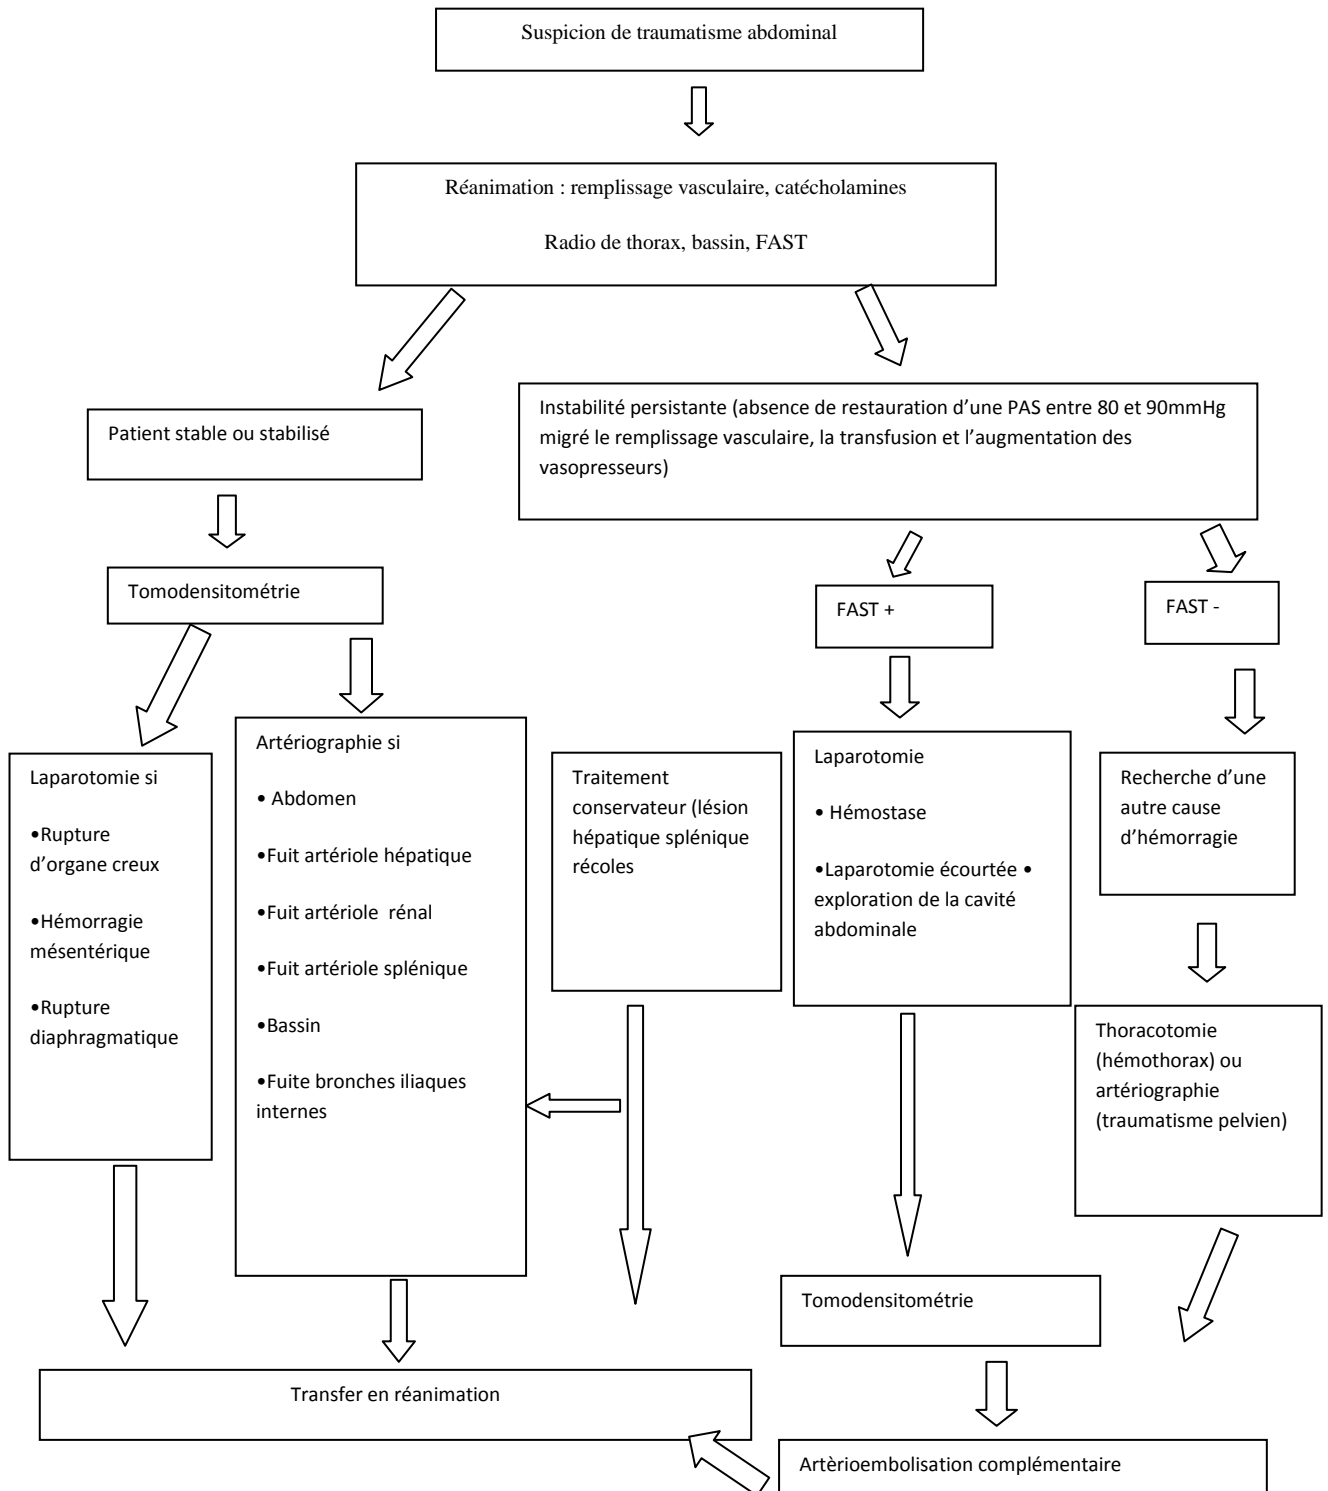 Suspicion de traumatisme abdominal
Réanimation : remplissage vasculaire, catécholamines
Radio de thorax, bassin, FAST
Patient stable ou stabilisé
Instabilité persistante (absence de restauration d’une PAS entre 80 et 90mmHg
migré le remplissage vasculaire, la transfusion et l’augmentation des
vasopresseurs)
Tomodensitométrie
FAST +
FAST -
Laparotomie si
•Rupture
d’organe creux
•Hémorragie
mésentérique
•Rupture
diaphragmatique
Artériographie si
• Abdomen
•Fuit artériole hépatique
•Fuit artériole  rénal
•Fuit artériole splénique
•Bassin
•Fuite bronches iliaques
internes
Traitement
conservateur (lésion
hépatique splénique
récoles
Laparotomie
• Hémostase
•Laparotomie écourtée •
exploration de la cavité
abdominale
Recherche d’une
autre cause
d’hémorragie
Thoracotomie
(hémothorax) ou
artériographie
(traumatisme pelvien)
Tomodensitométrie
Transfer en réanimation
Artèrioembolisation complémentaire